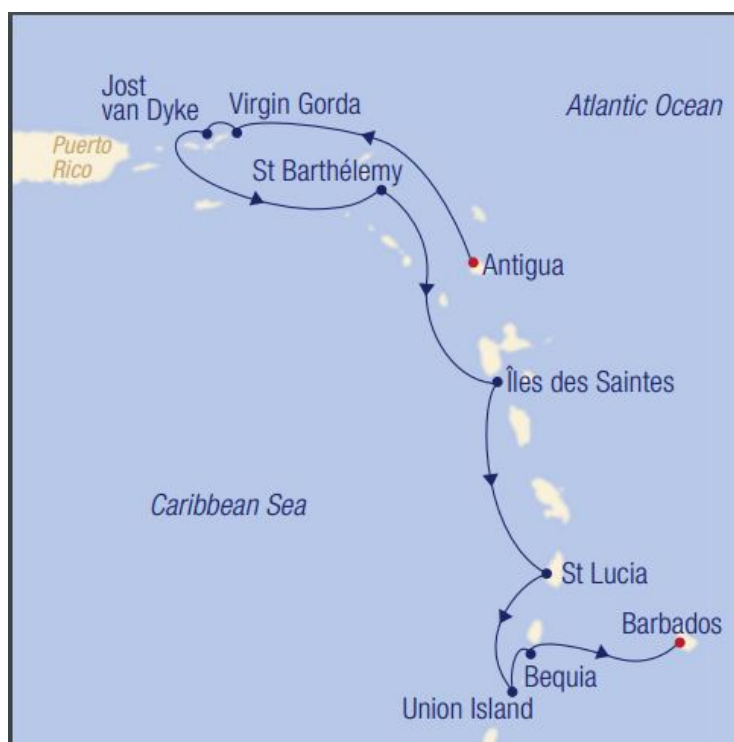 Jost
van Dyke
Virgin Gorda
Atlantic Ocean
Puerto
Rico
St Barthélemy
Antigua
Îles des Saintes
Caribbean Sea
St Lucia
Barbados
Bequia
Union Island